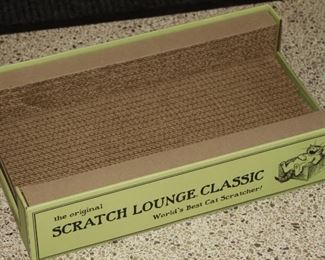 the original
SCRATCH LOUNGE CLASSIC
World's Best Cat Scratcher!